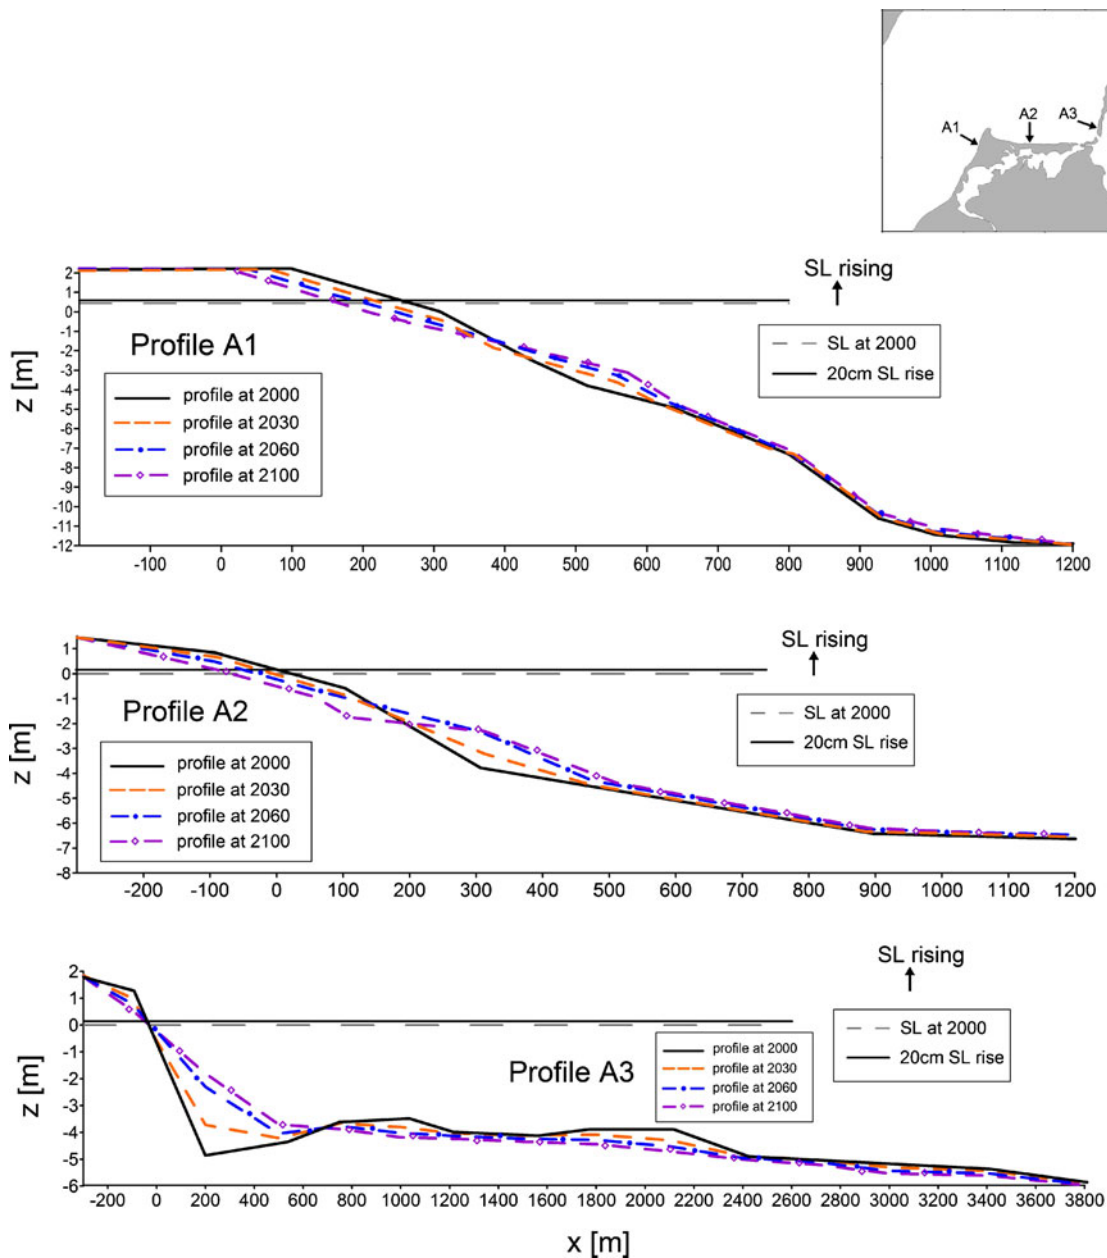 A1
A2
A3
SL rising
Profile A1
z [m]
2
1
0
-1
-2
-3
-4
-5
-6
-7
-8
-9
-10
-11
-12
SL at 2000
20cm SL rise
profile at 2000
profile at 2030
profile at 2060
profile at 2100
-100 0 100 200 300 400 500 600 700 800 900 1000 1100 1200
SL rising
Profile A2
z [m]
1
0
-1
-2
-3
-4
-5
-6
-7
-8
SL at 2000
20cm SL rise
profile at 2000
profile at 2030
profile at 2060
profile at 2100
-200 -100 0 100 200 300 400 500 600 700 800 900 1000 1100 1200
SL rising
Profile A3
z [m]
2
1
0
-1
-2
-3
-4
-5
-6
profile at 2000
profile at 2030
profile at 2060
profile at 2100
SL at 2000
20cm SL rise
-200 0 200 400 600 800 1000 1200 1400 1600 1800 2000 2200 2400 2600 2800 3000 3200 3400 3600 3800
x [m]